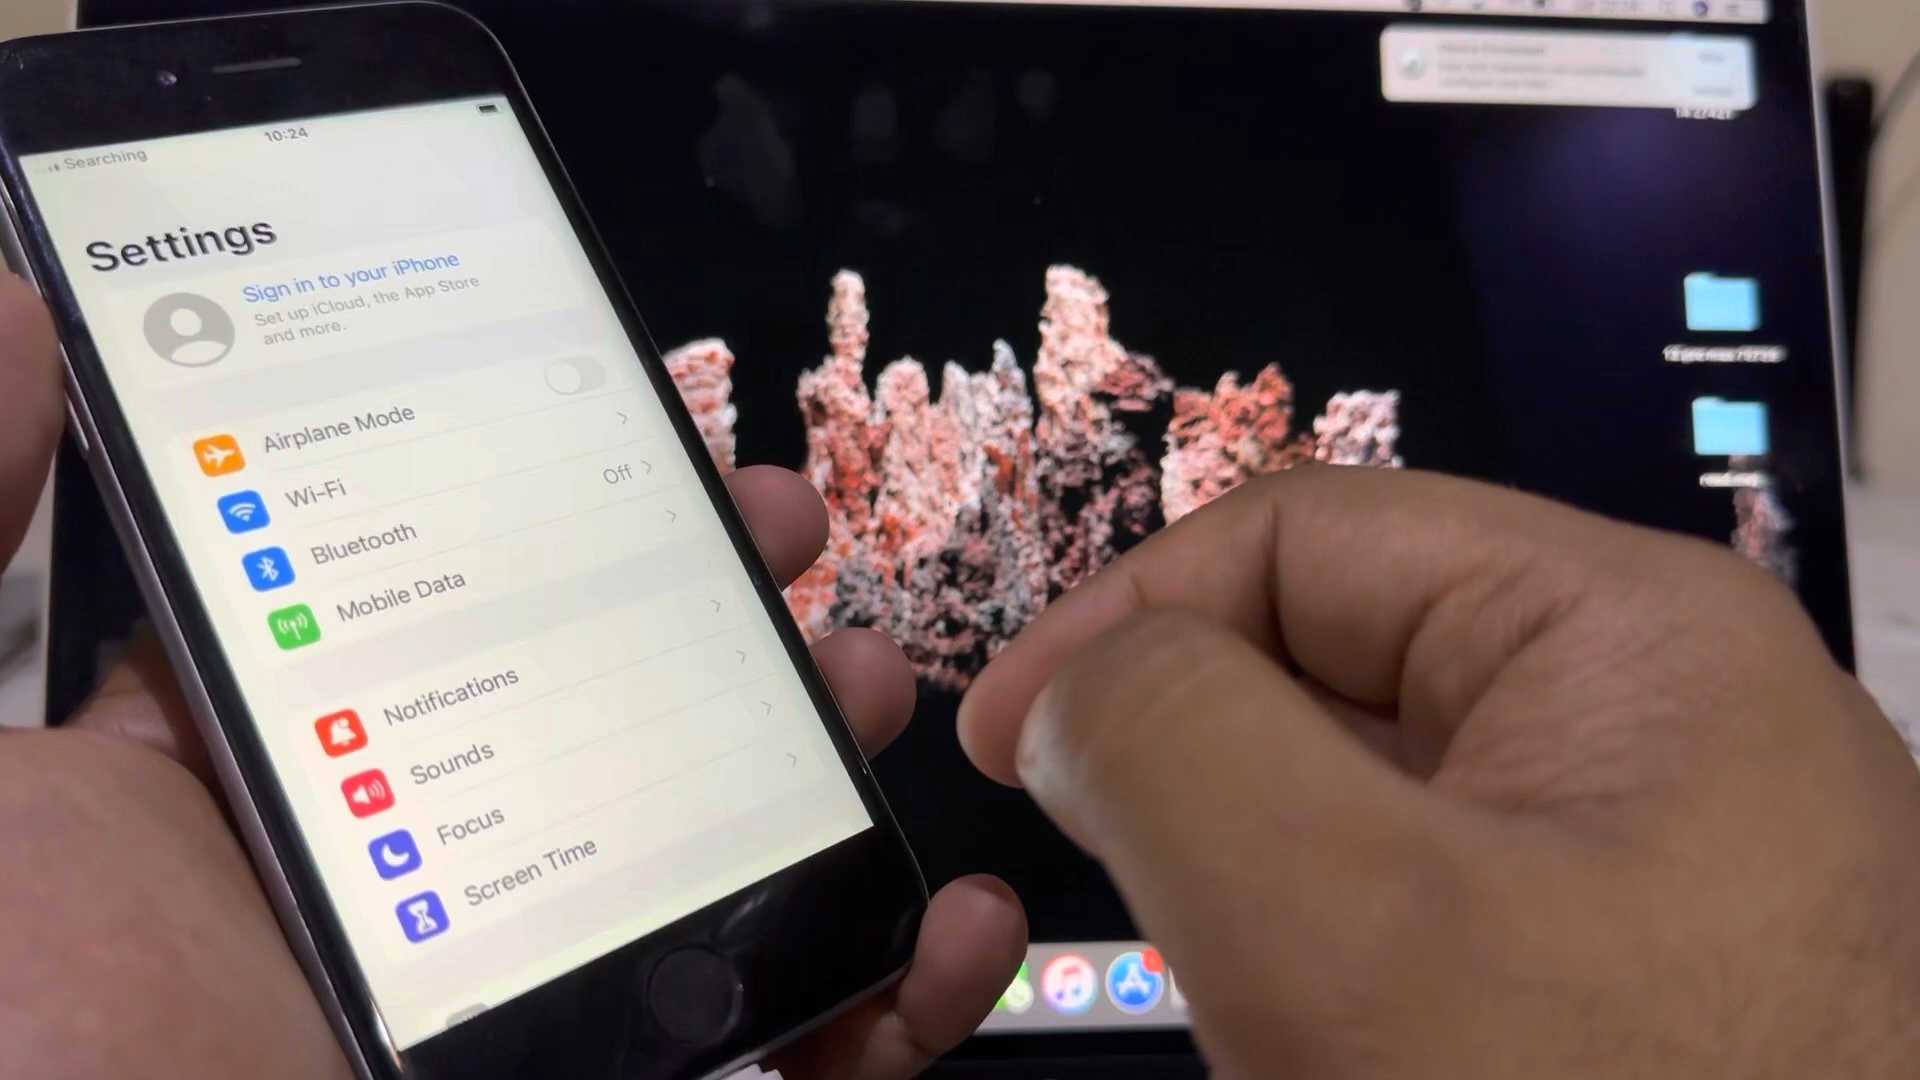 Searching
10:24
Settings
Sign in to your iPhone
Set up iCloud, the App Store
and more.
Airplane Mode
Wi-Fi
Bluetooth
Off
Mobile Data
Notifications
Sounds
Focus
Screen Time